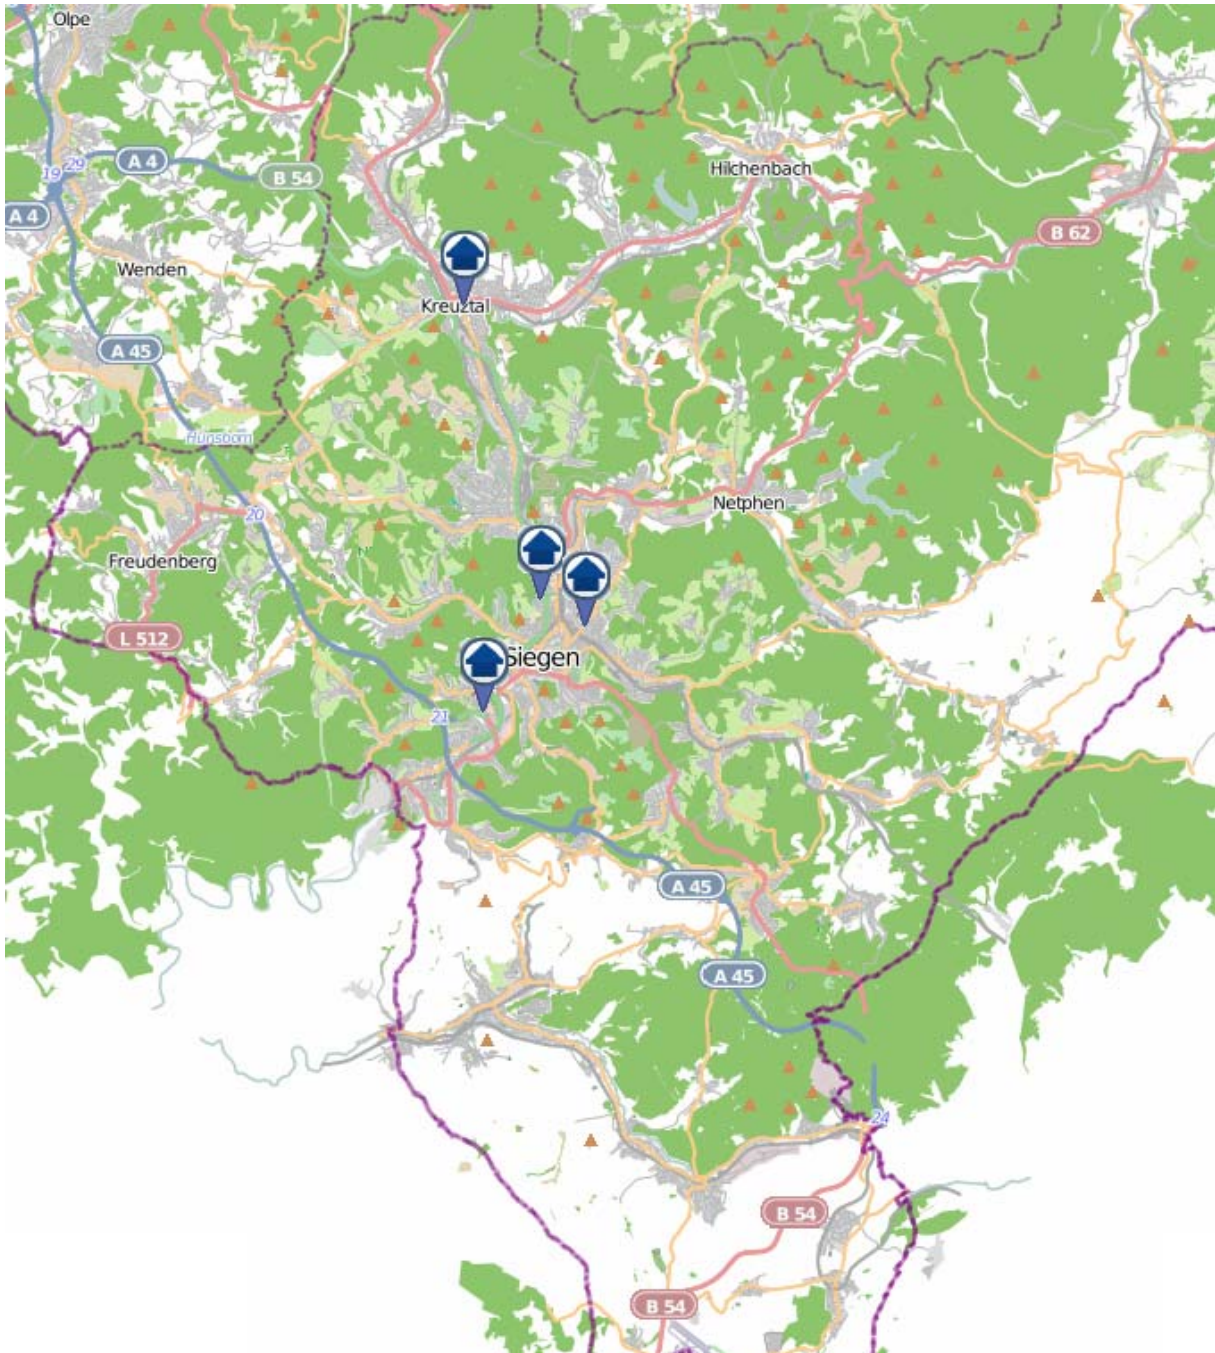 Olpe
29
A 4
19
B 54
Hilchenbach
A 4
B 62
Wenden
Kreuztal
A 45
Hünsborn
Netphen
20
Freudenberg
L 512
Siegen
21
A 45
A 45
24
B 54
B 54